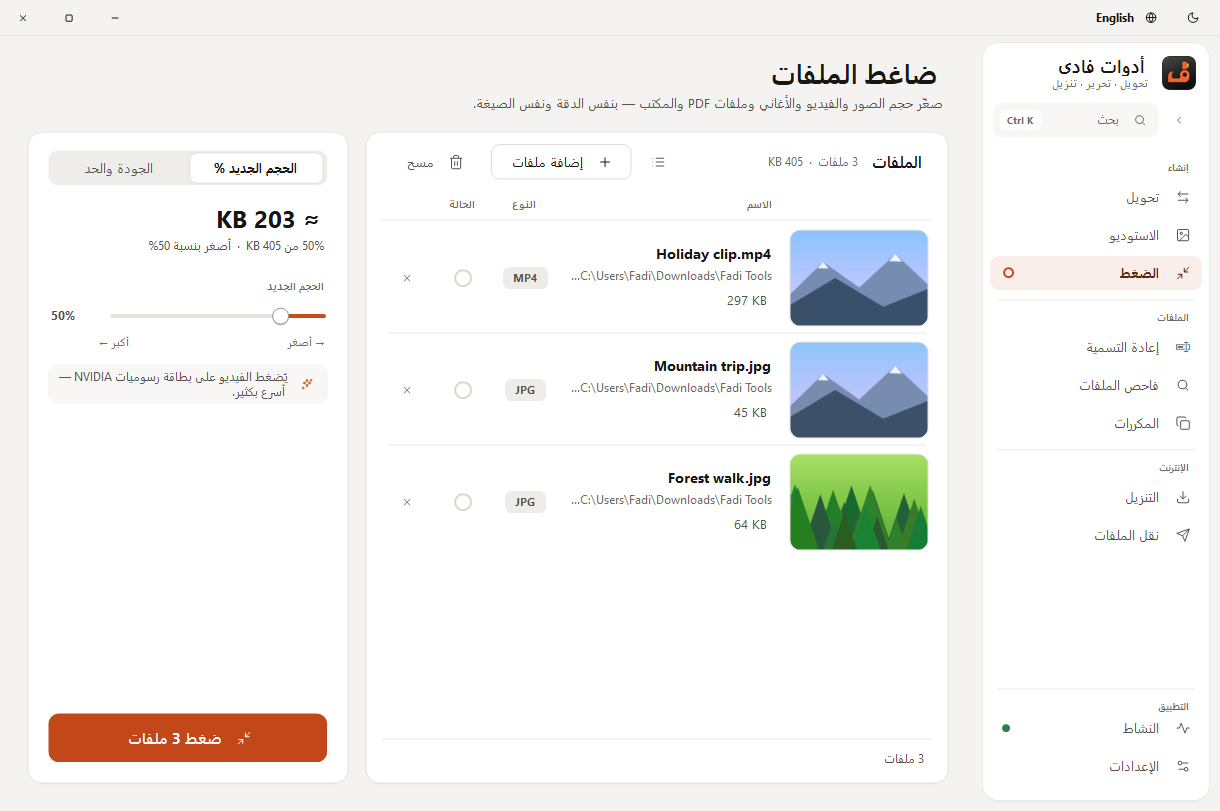 English
أدوات فادي
تحويل · تحرير · تنزيل
بحث
Ctrl K
إنشاء
تحويل
الاستوديو
الضغط
الملفات
إعادة التسمية
فاحص الملفات
المكررات
الإنترنت
التنزيل
نقل الملفات
التطبيق
النشاط
الإعدادات
ضاغط الملفات
صغّر حجم الصور والفيديو والأغاني وملفات PDF والمكتب — بنفس الدقة ونفس الصيغة.
الملفات
3 ملفات · 405 KB
إضافة ملفات
مسح
الاسم
النوع
الحالة
Holiday clip.mp4
C:\Users\Fadi\Downloads\Fadi Tools...
297 KB
MP4
Mountain trip.jpg
C:\Users\Fadi\Downloads\Fadi Tools...
45 KB
JPG
Forest walk.jpg
C:\Users\Fadi\Downloads\Fadi Tools...
64 KB
JPG
3 ملفات
الحجم الجديد %
الجودة والحد
≈ 203 KB
50% من 405 KB · أصغر بنسبة 50%
الحجم الجديد
50%
→ أصغر
أكبر ←
يُضغط الفيديو على بطاقة رسوميات NVIDIA —
أسرع بكثير.
ضغط 3 ملفات